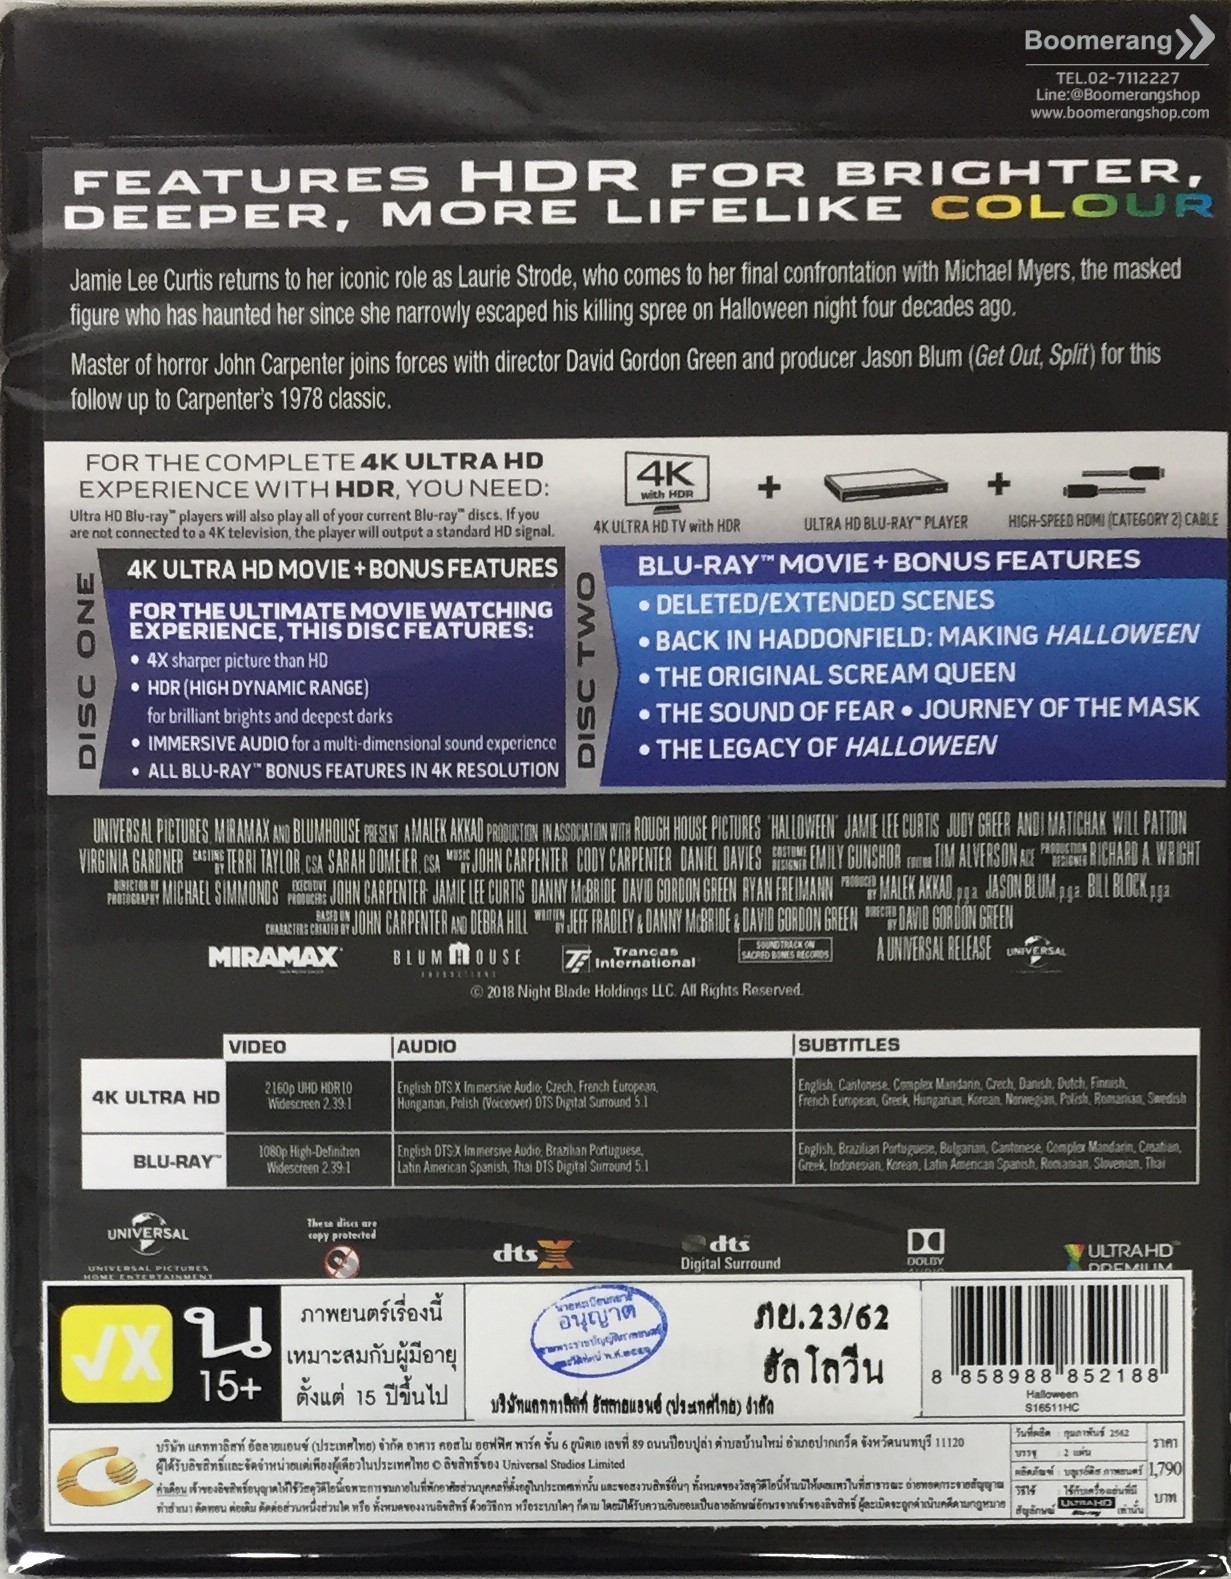 Boomerang
TEL.02-7112227
Line:@Boomerangshop
www.boomerangshop.com
FEATURES HDR FOR BRIGHTER,
DEEPER, MORE LIFELIKE COLOUR
Jamie Lee Curtis returns to her iconic role as Laurie Strode, who comes to her final confrontation with Michael Myers, the masked
figure who has haunted her since she narrowly escaped his killing spree on Halloween night four decades ago.
Master of horror John Carpenter joins forces with director David Gordon Green and producer Jason Blum (Get Out, Split) for this
follow up to Carpenter's 1978 classic.
FOR THE COMPLETE 4K ULTRA HD
EXPERIENCE WITH HDR, YOU NEED:
Ultra HD Blu-ray™ players will also play all of your current Blu-ray™ discs. If you
are not connected to a 4K television, the player will output a standard HD signal.
4K
with HDR
+
+
4K ULTRA HD TV with HDR
ULTRA HD BLU-RAY™ PLAYER
HIGH-SPEED HDMI (CATEGORY 2) CABLE
DISC ONE
4K ULTRA HD MOVIE + BONUS FEATURES
FOR THE ULTIMATE MOVIE WATCHING
EXPERIENCE, THIS DISC FEATURES:
• 4X sharper picture than HD
• HDR (HIGH DYNAMIC RANGE)
for brilliant brights and deepest darks
• IMMERSIVE AUDIO for a multi-dimensional sound experience
• ALL BLU-RAY™ BONUS FEATURES IN 4K RESOLUTION
DISC TWO
BLU-RAY™ MOVIE + BONUS FEATURES
• DELETED/EXTENDED SCENES
• BACK IN HADDONFIELD: MAKING HALLOWEEN
• THE ORIGINAL SCREAM QUEEN
• THE SOUND OF FEAR • JOURNEY OF THE MASK
• THE LEGACY OF HALLOWEEN
UNIVERSAL PICTURES, MIRAMAX AND BLUMHOUSE PRESENT A MALEK AKKAD PRODUCTION IN ASSOCIATION WITH ROUGH HOUSE PICTURES "HALLOWEEN" JAMIE LEE CURTIS JUDY GREER ANDI MATICHAK WILL PATTON
VIRGINIA GARDNER CASTING BY TERRI TAYLOR, CSA SARAH DOMEIER, CSA MUSIC BY JOHN CARPENTER CODY CARPENTER DANIEL DAVIES COSTUME DESIGNER EMILY GUNSHOR EDITOR TIM ALVERSON ACE PRODUCTION DESIGNER RICHARD A. WRIGHT
DIRECTOR OF PHOTOGRAPHY MICHAEL SIMMONDS EXECUTIVE PRODUCERS JOHN CARPENTER JAMIE LEE CURTIS DANNY McBRIDE DAVID GORDON GREEN RYAN FREIMANN PRODUCED BY MALEK AKKAD, p.g.a. JASON BLUM, p.g.a. BILL BLOCK, p.g.a.
BASED ON CHARACTERS CREATED BY JOHN CARPENTER AND DEBRA HILL WRITTEN BY JEFF FRADLEY & DANNY McBRIDE & DAVID GORDON GREEN DIRECTED BY DAVID GORDON GREEN
MIRAMAX
BLUMHOUSE
PRODUCTIONS
Trancas
International
SOUNDTRACK ON
SACRED BONES RECORDS
A UNIVERSAL RELEASE
UNIVERSAL
© 2018 Night Blade Holdings LLC. All Rights Reserved.
VIDEO AUDIO SUBTITLES
4K ULTRA HD
2160p UHD HDR10
Widescreen 2.39:1
English DTS:X Immersive Audio; Czech, French European,
Hungarian, Polish (Voiceover) DTS Digital Surround 5.1
English, Cantonese, Complex Mandarin, Czech, Danish, Dutch, Finnish,
French European, Greek, Hungarian, Korean, Norwegian, Polish, Romanian, Swedish
BLU-RAY™
1080p High-Definition
Widescreen 2.39:1
English DTS:X Immersive Audio; Brazilian Portuguese,
Latin American Spanish, Thai DTS Digital Surround 5.1
English, Brazilian Portuguese, Bulgarian, Cantonese, Complex Mandarin, Croatian,
Greek, Indonesian, Korean, Latin American Spanish, Romanian, Slovenian, Thai
UNIVERSAL
UNIVERSAL PICTURES
HOME ENTERTAINMENT
These discs are
copy protected
dts X
dts
Digital Surround
DOLBY
AUDIO
ULTRA HD
PREMIUM
√X
น
15+
ภาพยนตร์เรื่องนี้
เหมาะสมกับผู้มีอายุ
ตั้งแต่ 15 ปีขึ้นไป
อนุญาต
ภย.23/62
ฮัลโลวีน
บริษัทแคททาลิสท์ อัลลายแอนซ์ (ประเทศไทย) จำกัด
8 858988 852188
Halloween
S16511HC
บริษัท แคททาลิสท์ อัลลายแอนซ์ (ประเทศไทย) จำกัด อาคาร คอสโม ออฟฟิศ พาร์ค ชั้น 6 ยูนิตเอ เลขที่ 89 ถนนป๊อปปูล่า ตำบลบ้านใหม่ อำเภอปากเกร็ด จังหวัดนนทบุรี 11120
ผู้ได้รับลิขสิทธิ์และจัดจำหน่ายแต่เพียงผู้เดียวในประเทศไทย © ลิขสิทธิ์ของ Universal Studios Limited
วันที่ผลิต : กุมภาพันธ์ 2562
บรรจุ : 2 แผ่น
ราคา
1,790
บาท
ULTRA HD
เท่านั้น